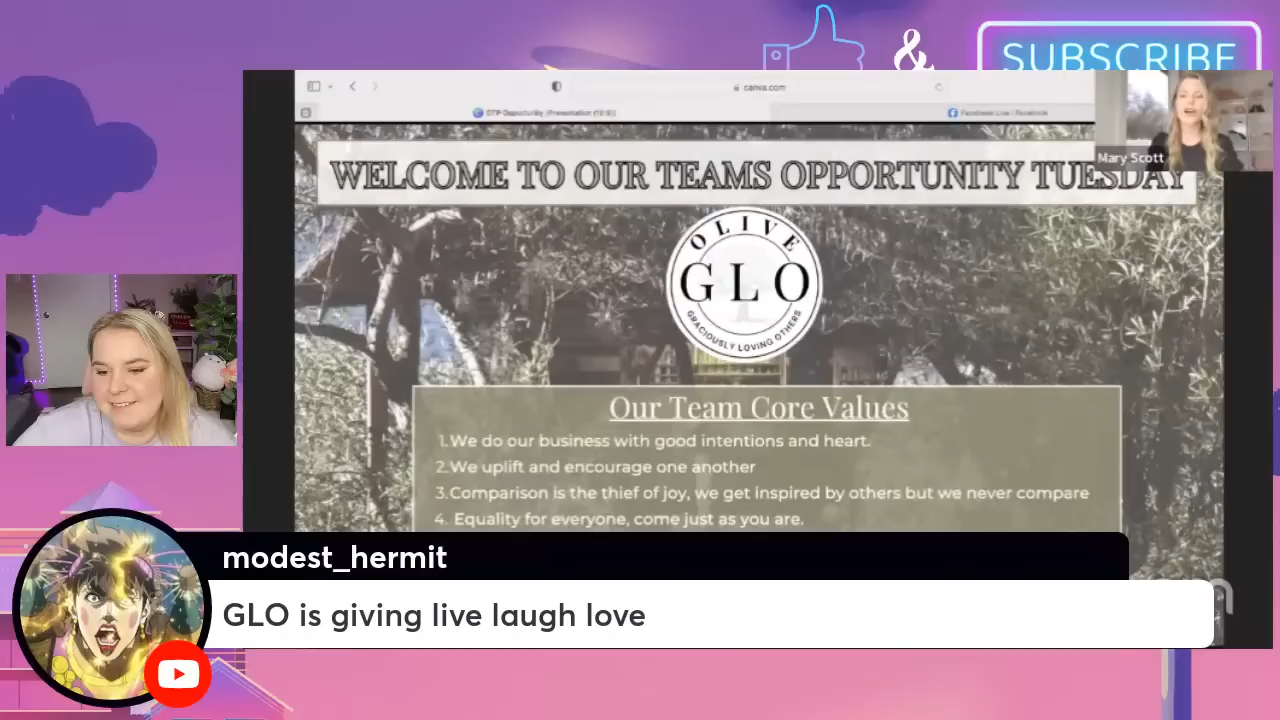 &
SUBSCRIBE
canva.com
Facebook Live | Facebook
Mary Scott
WELCOME TO OUR TEAMS OPPORTUNITY TUESDAY
OLIVE
GLO
GRACIOUSLY LOVING OTHERS
Our Team Core Values
1.We do our business with good intentions and heart.
2.We uplift and encourage one another
3.Comparison is the thief of joy, we get inspired by others but we never compare
4. Equality for everyone, come just as you are.
modest_hermit
GLO is giving live laugh love